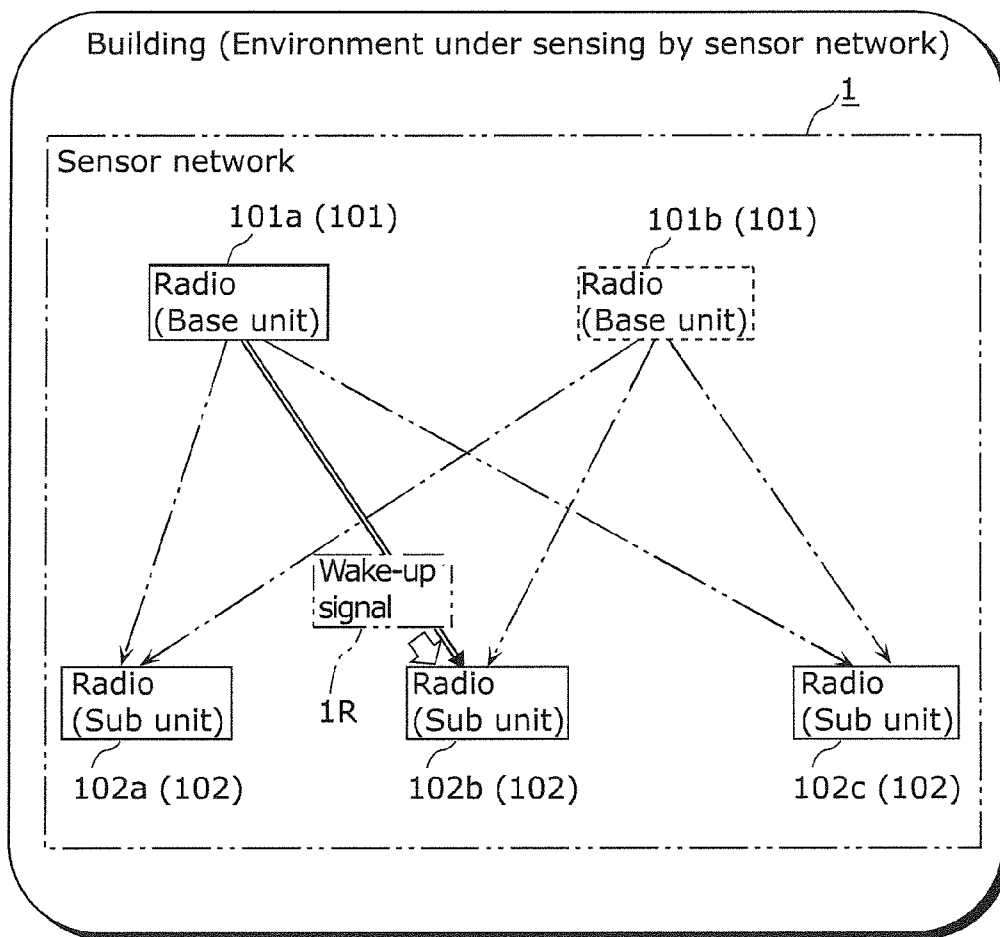 Building (Environment under sensing by sensor network)
1
Sensor network
101a (101)
101b (101)
Radio
(Base unit)
Radio
(Base unit)
Wake-up
signal
1R
Radio
(Sub unit)
Radio
(Sub unit)
Radio
(Sub unit)
102a (102)
102b (102)
102c (102)